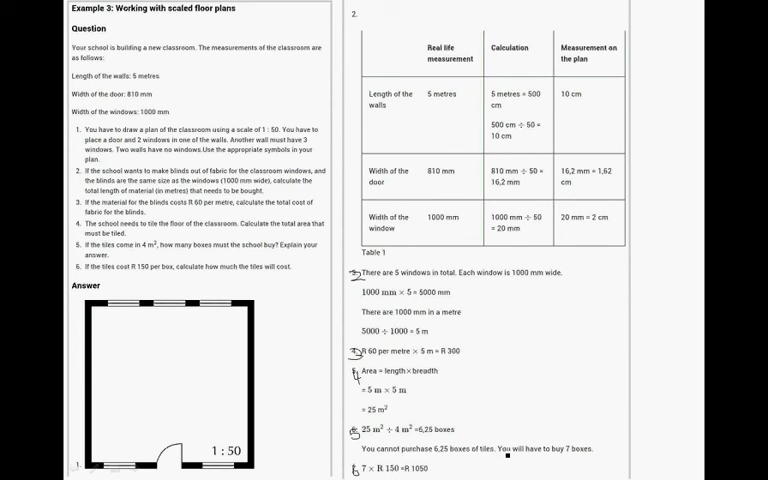 Example 3: Working with scaled floor plans
Question
Your school is building a new classroom. The measurements of the classroom are
as follows:
Length of the walls: 5 metres
Width of the door: 810 mm
Width of the windows: 1000 mm
1. You have to draw a plan of the classroom using a scale of 1 : 50. You have to
place a door and 2 windows in one of the walls. Another wall must have 3
windows. Two walls have no windows.Use the appropriate symbols in your
plan.
2. If the school wants to make blinds out of fabric for the classroom windows, and
the blinds are the same size as the windows (1000 mm wide), calculate the
total length of material (in metres) that needs to be bought.
3. If the material for the blinds costs R 60 per metre, calculate the total cost of
fabric for the blinds.
4. The school needs to tile the floor of the classroom. Calculate the total area that
must be tiled.
5. If the tiles come in 4 m², how many boxes must the school buy? Explain your
answer.
6. If the tiles cost R 150 per box, calculate how much the tiles will cost.
Answer
1 : 50
1.
2.
Real life measurement
Calculation
Measurement on the plan
Length of the walls
5 metres
5 metres = 500 cm
500 cm ÷ 50 = 10 cm
10 cm
Width of the door
810 mm
810 mm ÷ 50 = 16,2 mm
16,2 mm = 1,62 cm
Width of the window
1000 mm
1000 mm ÷ 50 = 20 mm
20 mm = 2 cm
Table 1
2 There are 5 windows in total. Each window is 1000 mm wide.
1000 mm × 5 = 5000 mm
There are 1000 mm in a metre
5000 ÷ 1000 = 5 m
3 R 60 per metre × 5 m = R 300
4 Area = length × breadth
= 5 m × 5 m
= 25 m²
5 25 m² ÷ 4 m² =6,25 boxes
You cannot purchase 6,25 boxes of tiles. You will have to buy 7 boxes.
6 7 × R 150 =R 1050